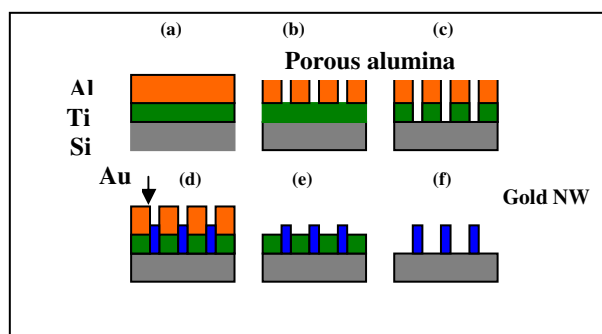 (a) (b) (c)
Porous alumina
Al
Ti
Si
Au
(d) (e) (f)
Gold NW